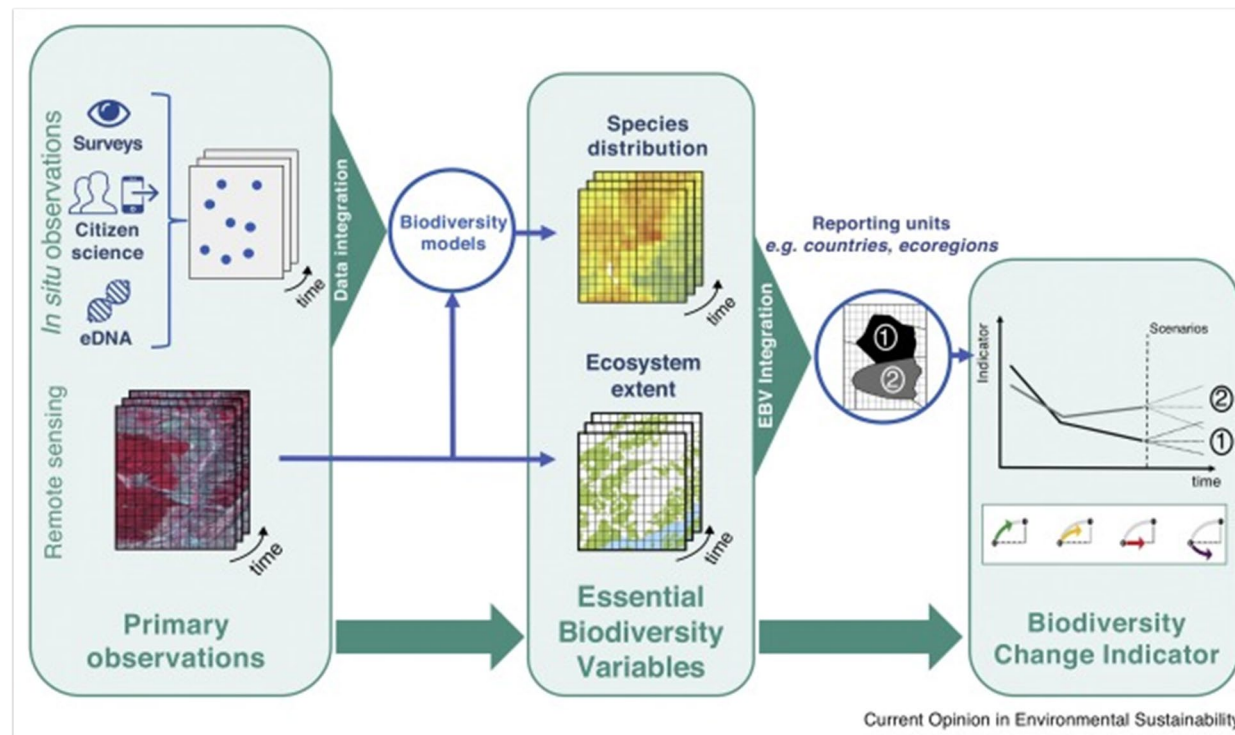 In situ observations
Surveys
Citizen
science
eDNA
time
Remote sensing
time
Primary
observations
Data integration
Biodiversity
models
Species
distribution
time
Ecosystem
extent
time
Essential
Biodiversity
Variables
EBV Integration
Reporting units
e.g. countries, ecoregions
①
②
Indicator
Scenarios
②
①
time
Biodiversity
Change Indicator
Current Opinion in Environmental Sustainability